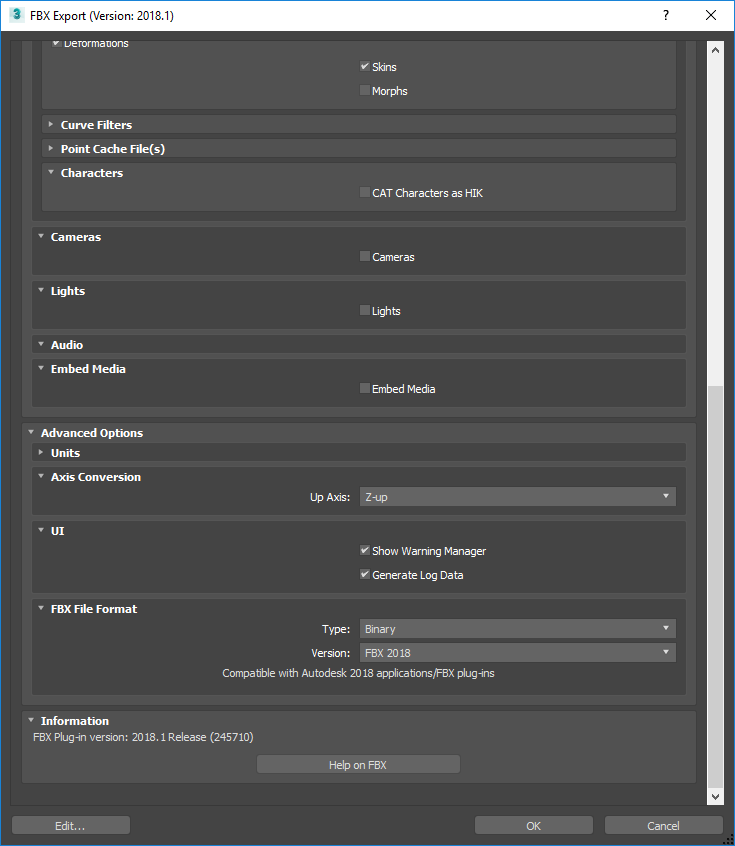 FBX Export (Version: 2018.1)
Deformations
Skins
Morphs
Curve Filters
Point Cache File(s)
Characters
CAT Characters as HIK
Cameras
Cameras
Lights
Lights
Audio
Embed Media
Embed Media
Advanced Options
Units
Axis Conversion
Up Axis: Z-up
UI
Show Warning Manager
Generate Log Data
FBX File Format
Type: Binary
Version: FBX 2018
Compatible with Autodesk 2018 applications/FBX plug-ins
Information
FBX Plug-in version: 2018.1 Release (245710)
Help on FBX
Edit... OK Cancel